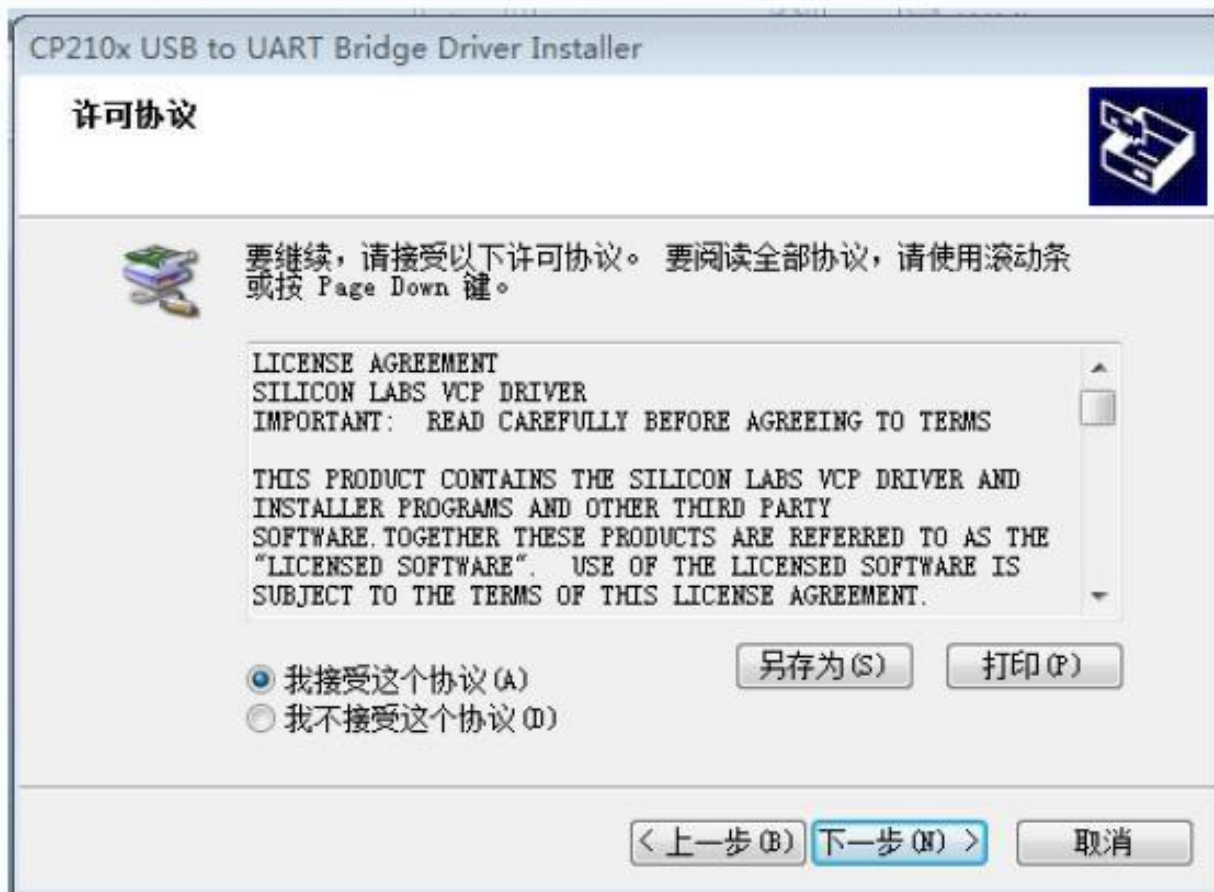 CP210x USB to UART Bridge Driver Installer
许可协议
要继续，请接受以下许可协议。 要阅读全部协议，请使用滚动条
或按 Page Down 键。
LICENSE AGREEMENT
SILICON LABS VCP DRIVER
IMPORTANT:  READ CAREFULLY BEFORE AGREEING TO TERMS
THIS PRODUCT CONTAINS THE SILICON LABS VCP DRIVER AND
INSTALLER PROGRAMS AND OTHER THIRD PARTY
SOFTWARE.TOGETHER THESE PRODUCTS ARE REFERRED TO AS THE
"LICENSED SOFTWARE".  USE OF THE LICENSED SOFTWARE IS
SUBJECT TO THE TERMS OF THIS LICENSE AGREEMENT.
另存为(S) 打印(P)
我接受这个协议(A)
我不接受这个协议(D)
< 上一步(B) 下一步(N) > 取消